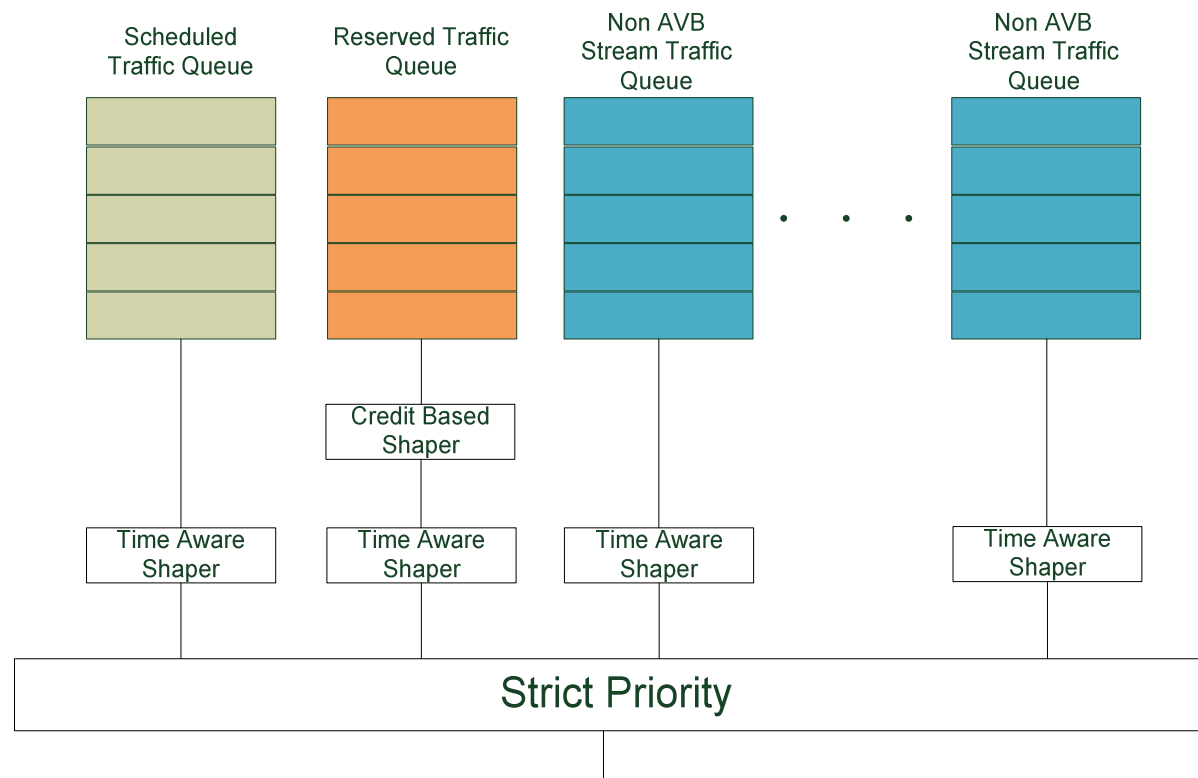 Scheduled
Traffic Queue
Reserved Traffic
Queue
Non AVB
Stream Traffic
Queue
Non AVB
Stream Traffic
Queue
. . .
Credit Based
Shaper
Time Aware
Shaper
Time Aware
Shaper
Time Aware
Shaper
Time Aware
Shaper
Strict Priority